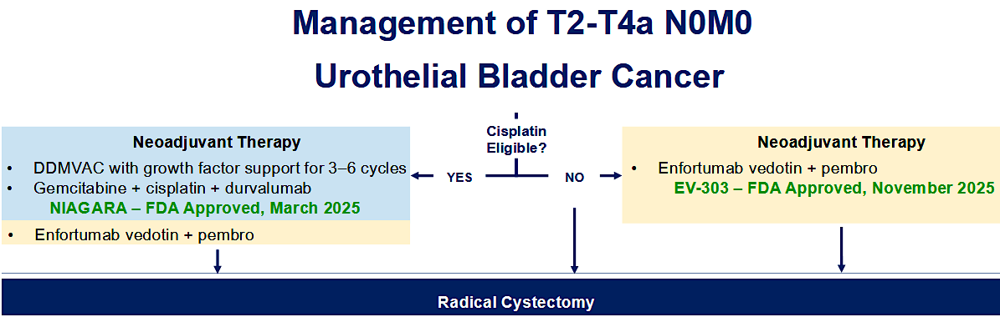 Management of T2-T4a N0M0
Urothelial Bladder Cancer
Cisplatin
Eligible?
YES
NO
Neoadjuvant Therapy
• DDMVAC with growth factor support for 3–6 cycles
• Gemcitabine + cisplatin + durvalumab
NIAGARA – FDA Approved, March 2025
• Enfortumab vedotin + pembro
Neoadjuvant Therapy
• Enfortumab vedotin + pembro
EV-303 – FDA Approved, November 2025
Radical Cystectomy